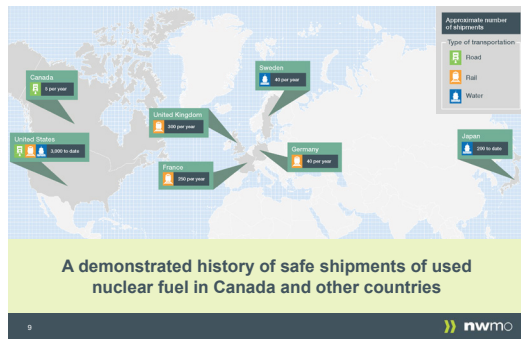 Approximate number
of shipments
Type of transportation
Road
Rail
Water
Canada
5 per year
United States
3,000 to date
United Kingdom
300 per year
France
250 per year
Sweden
40 per year
Germany
40 per year
Japan
200 to date
A demonstrated history of safe shipments of used
nuclear fuel in Canada and other countries
9
nwmo